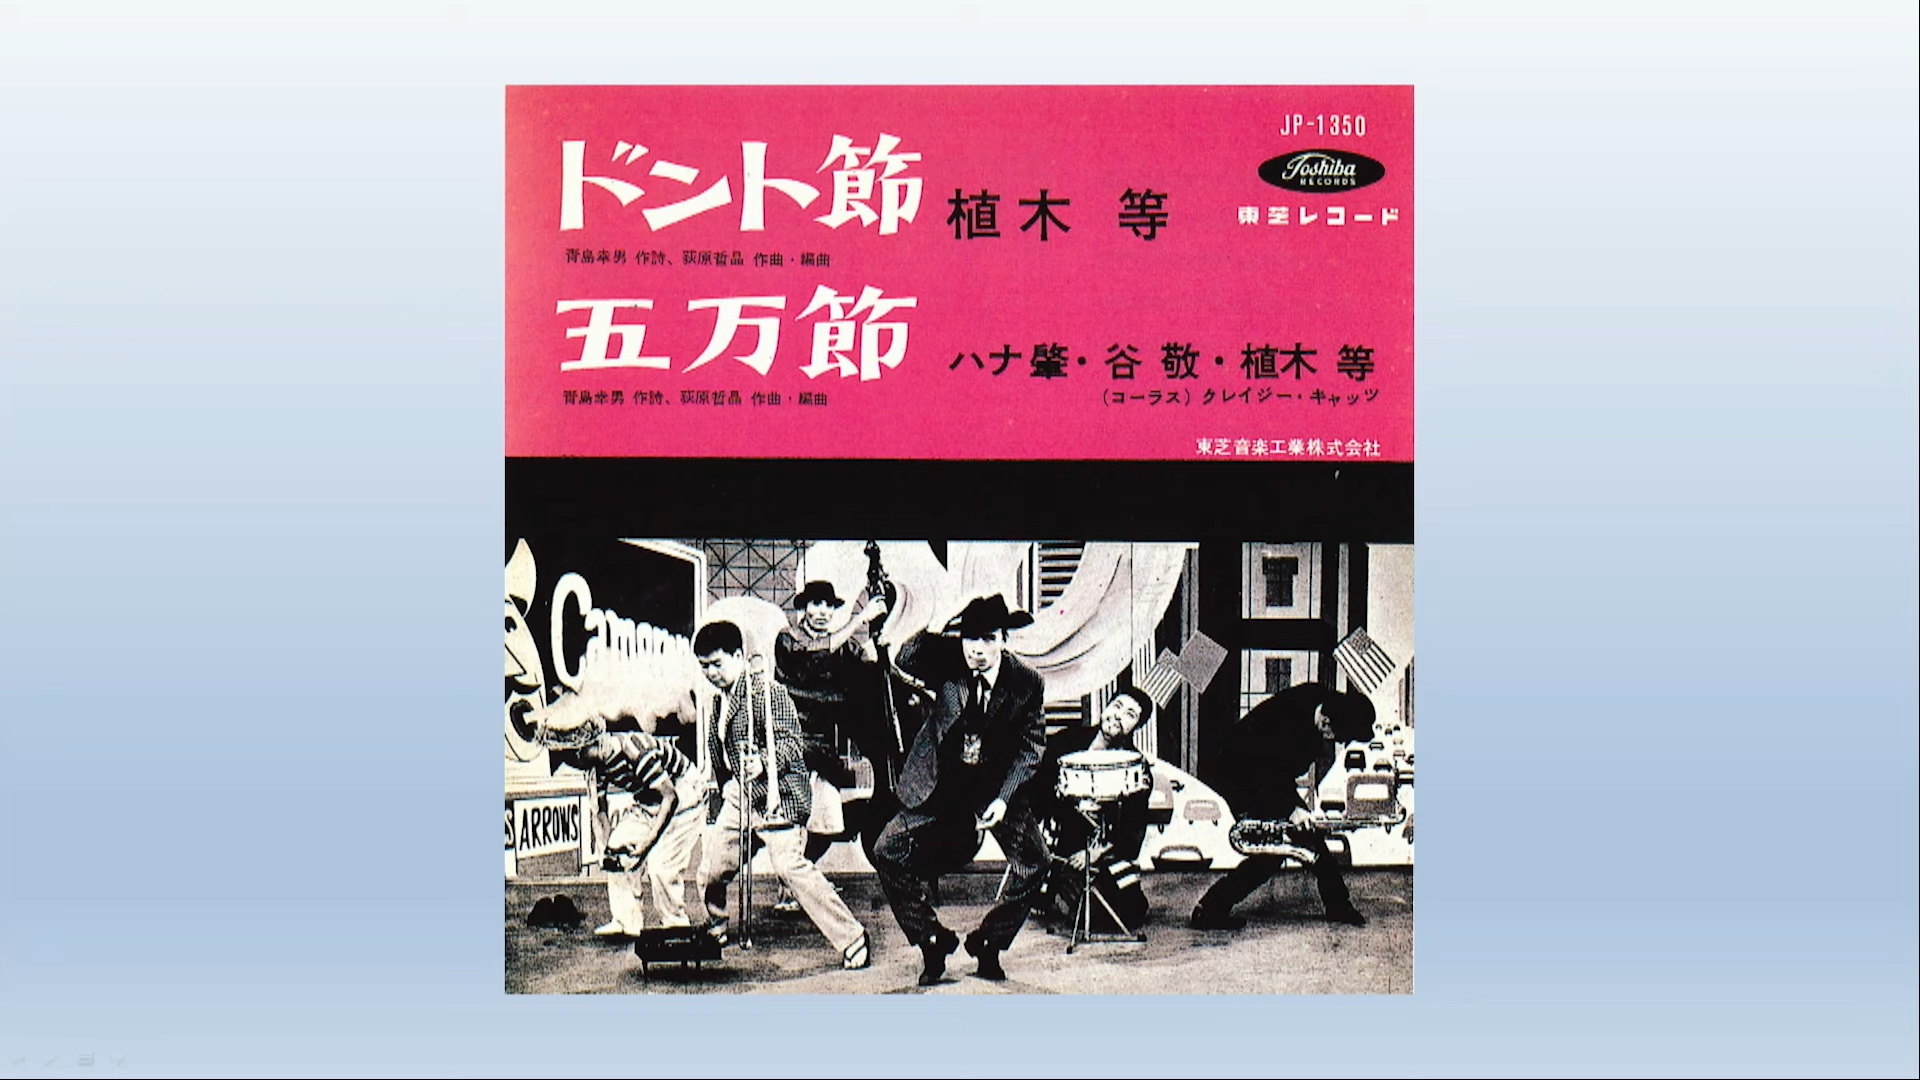 JP-1350
Toshiba
RECORDS
東芝レコード
ドント節 植木 等
青島幸男 作詩、萩原哲晶 作曲・編曲
五万節 ハナ肇・谷 敬・植木 等
(コーラス) クレイジー・キャッツ
青島幸男 作詩、萩原哲晶 作曲・編曲
東芝音楽工業株式会社
ARROWS